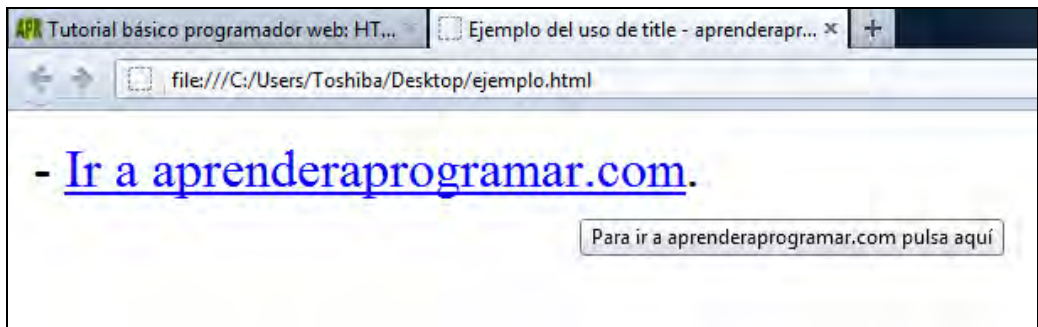 APR Tutorial básico programador web: HT...
Ejemplo del uso de title - aprenderapr... ×
file:///C:/Users/Toshiba/Desktop/ejemplo.html
- Ir a aprenderaprogramar.com.
Para ir a aprenderaprogramar.com pulsa aquí